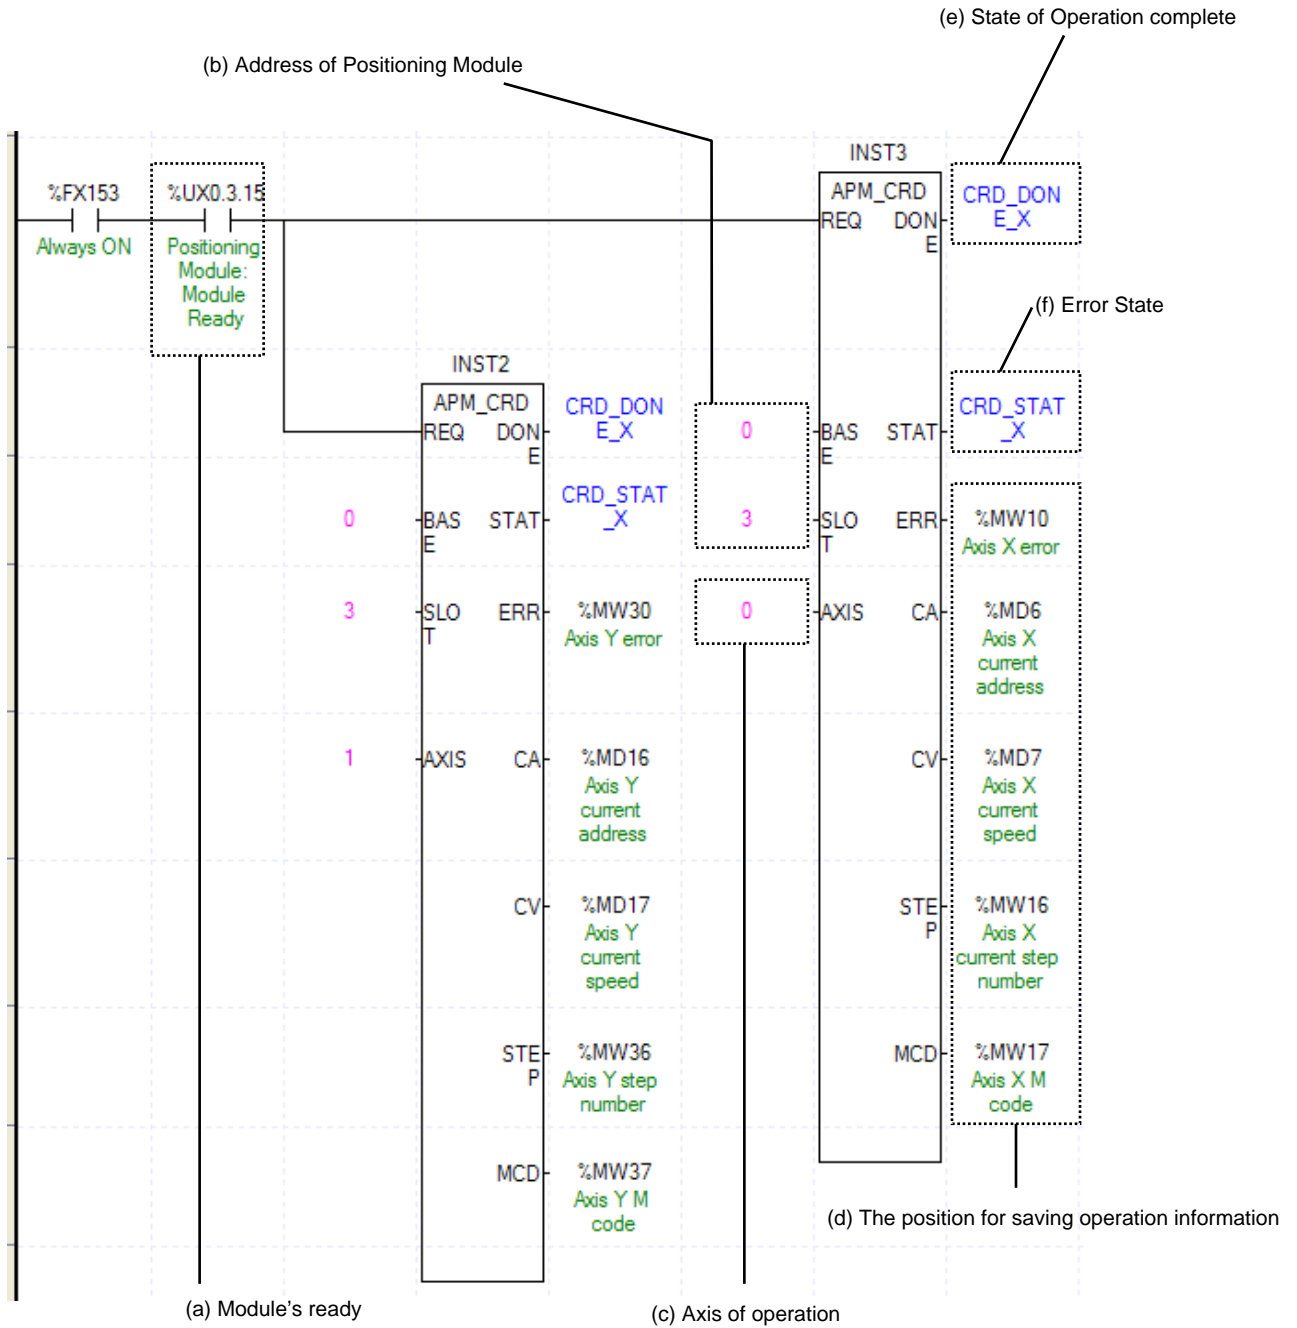 (e) State of Operation complete
(b) Address of Positioning Module
INST3
%FX153
%UX0.3.15
APM_CRD
CRD_DON
E_X
REQ
DON
E
Always ON
Positioning
Module:
Module
Ready
(f) Error State
INST2
APM_CRD
CRD_DON
E_X
REQ
DON
E
0
BAS
E
STAT
CRD_STAT
_X
CRD_STAT
_X
0
BAS
E
STAT
3
SLO
T
ERR
%MW10
Axis X error
3
SLO
T
ERR
%MW30
Axis Y error
0
AXIS
CA
%MD6
Axis X
current
address
1
AXIS
CA
%MD16
Axis Y
current
address
CV
%MD7
Axis X
current
speed
CV
%MD17
Axis Y
current
speed
STE
P
%MW16
Axis X
current step
number
STE
P
%MW36
Axis Y step
number
MCD
%MW17
Axis X M
code
MCD
%MW37
Axis Y M
code
(d) The position for saving operation information
(a) Module's ready
(c) Axis of operation